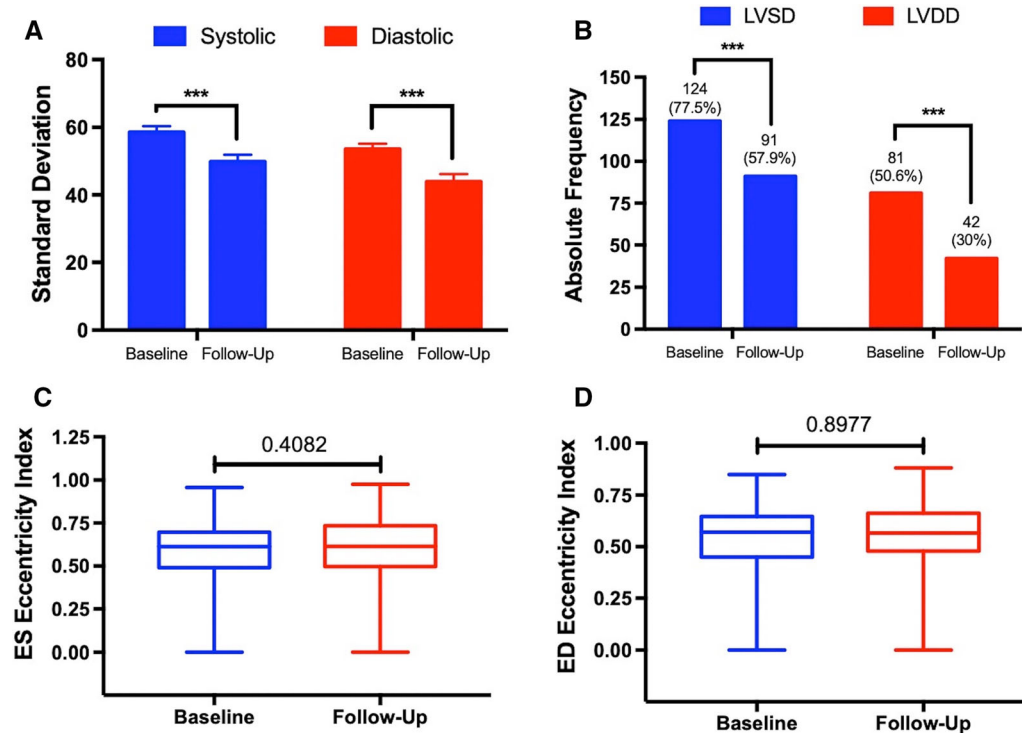 A
Systolic
Diastolic
Standard Deviation
80
60
40
20
0
***
***
Baseline
Follow-Up
Baseline
Follow-Up
B
LVSD
LVDD
Absolute Frequency
150
125
100
75
50
25
0
***
***
124
(77.5%)
91
(57.9%)
81
(50.6%)
42
(30%)
Baseline
Follow-Up
Baseline
Follow-Up
C
ES Eccentricity Index
1.25
1.00
0.75
0.50
0.25
0.00
0.4082
Baseline
Follow-Up
D
ED Eccentricity Index
1.00
0.75
0.50
0.25
0.00
0.8977
Baseline
Follow-Up